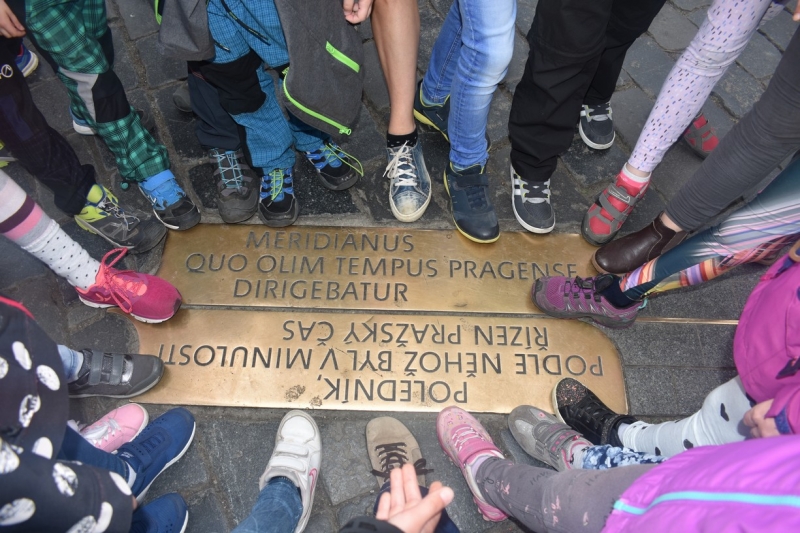 MERIDIANUS
QUO OLIM TEMPUS PRAGENSE
DIRIGEBATUR
POLEDNÍK,
PODLE NĚHOŽ BYL V MINULOSTI
ŘÍZEN PRAŽSKÝ ČAS